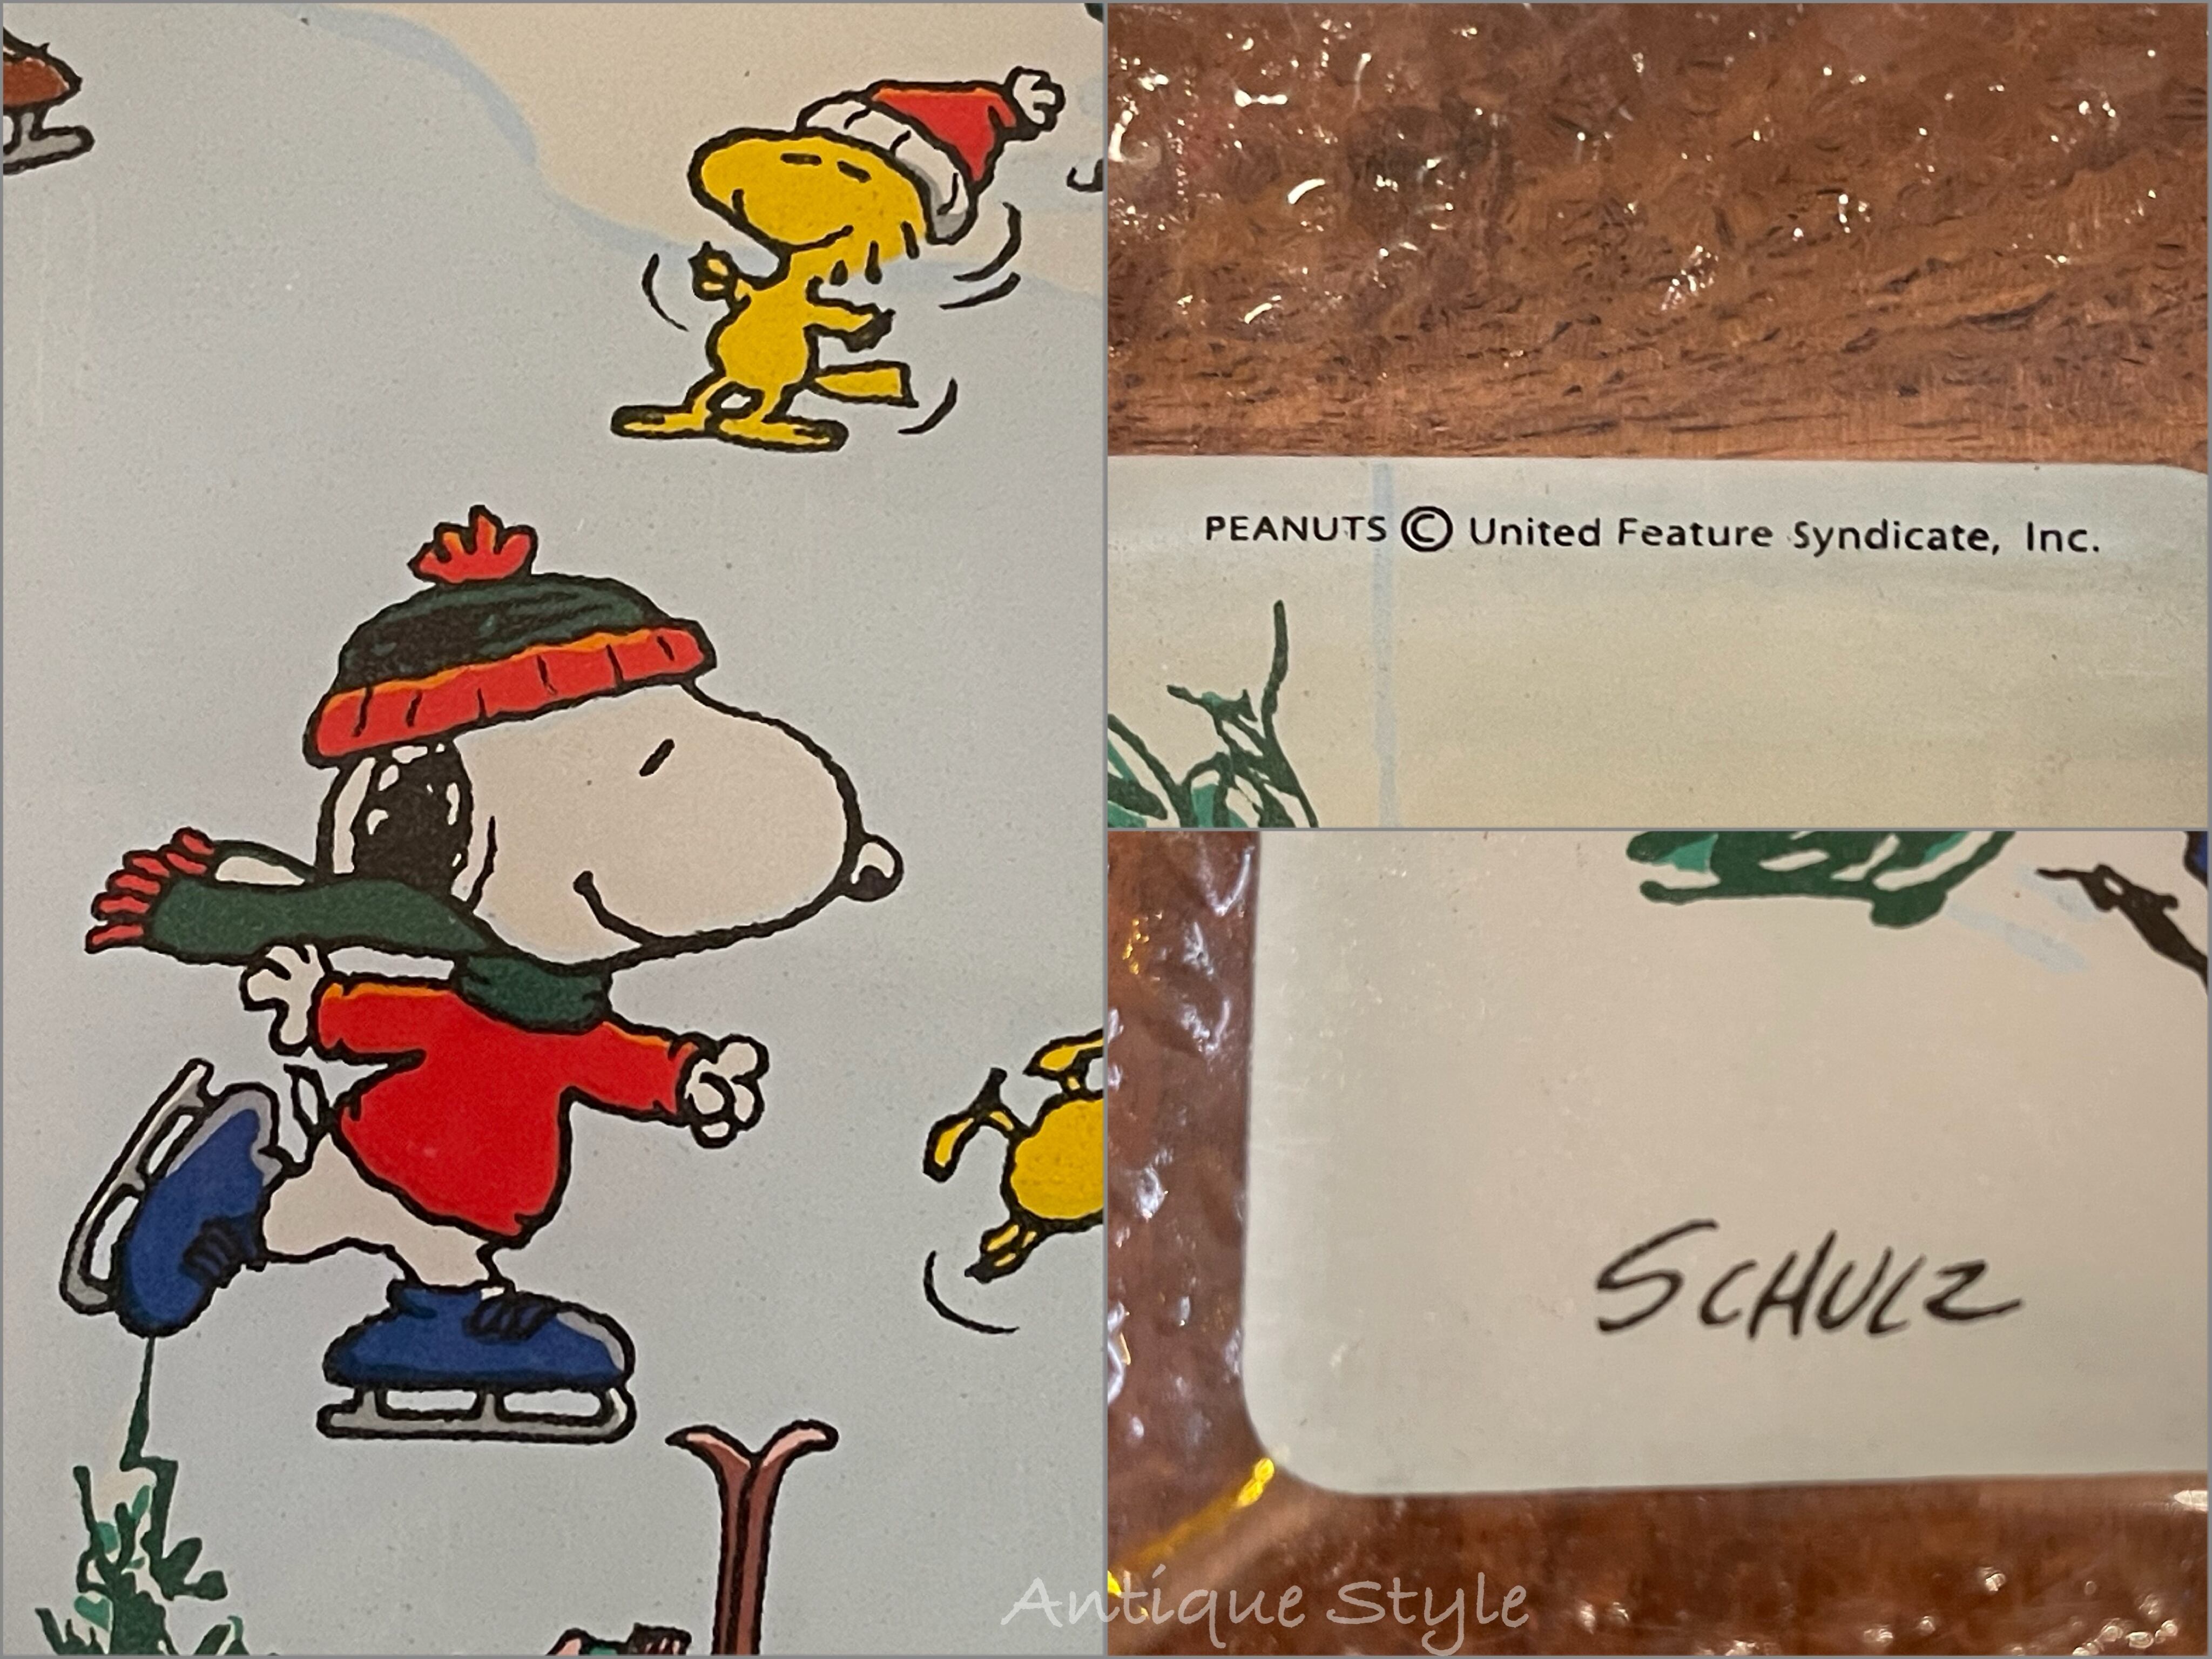 PEANUTS © United Feature Syndicate, Inc.
SCHULZ
Antique Style